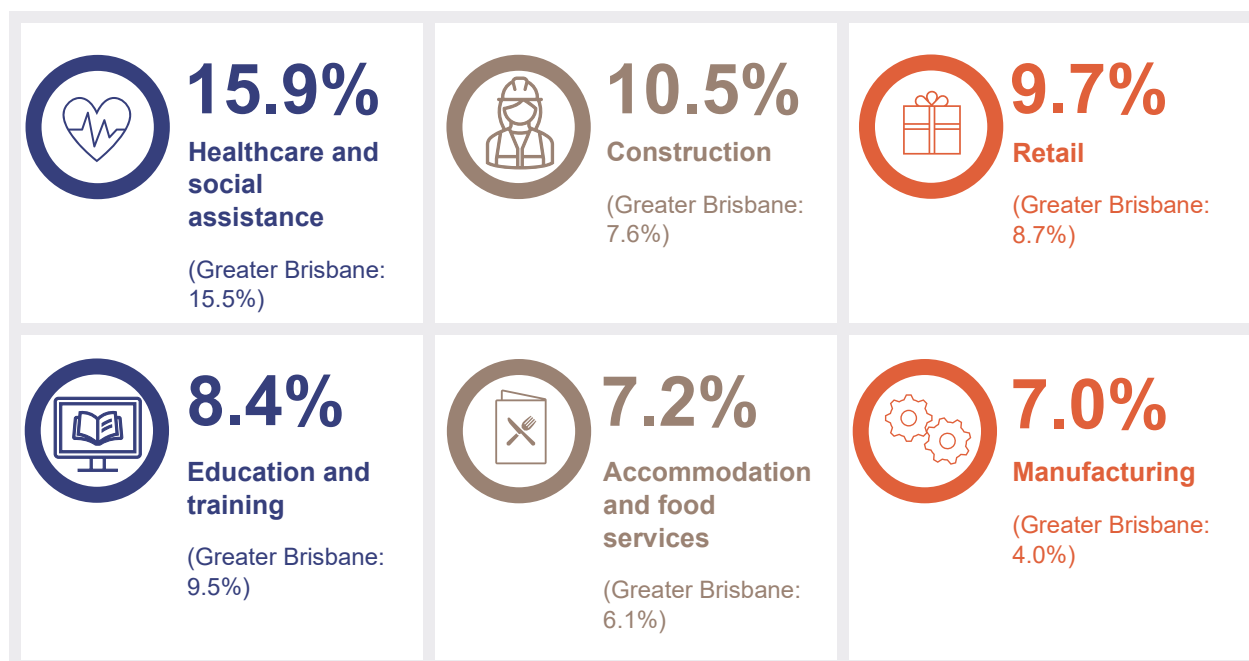 15.9%
Healthcare and
social
assistance
(Greater Brisbane:
15.5%)
10.5%
Construction
(Greater Brisbane:
7.6%)
9.7%
Retail
(Greater Brisbane:
8.7%)
8.4%
Education and
training
(Greater Brisbane:
9.5%)
7.2%
Accommodation
and food
services
(Greater Brisbane:
6.1%)
7.0%
Manufacturing
(Greater Brisbane:
4.0%)